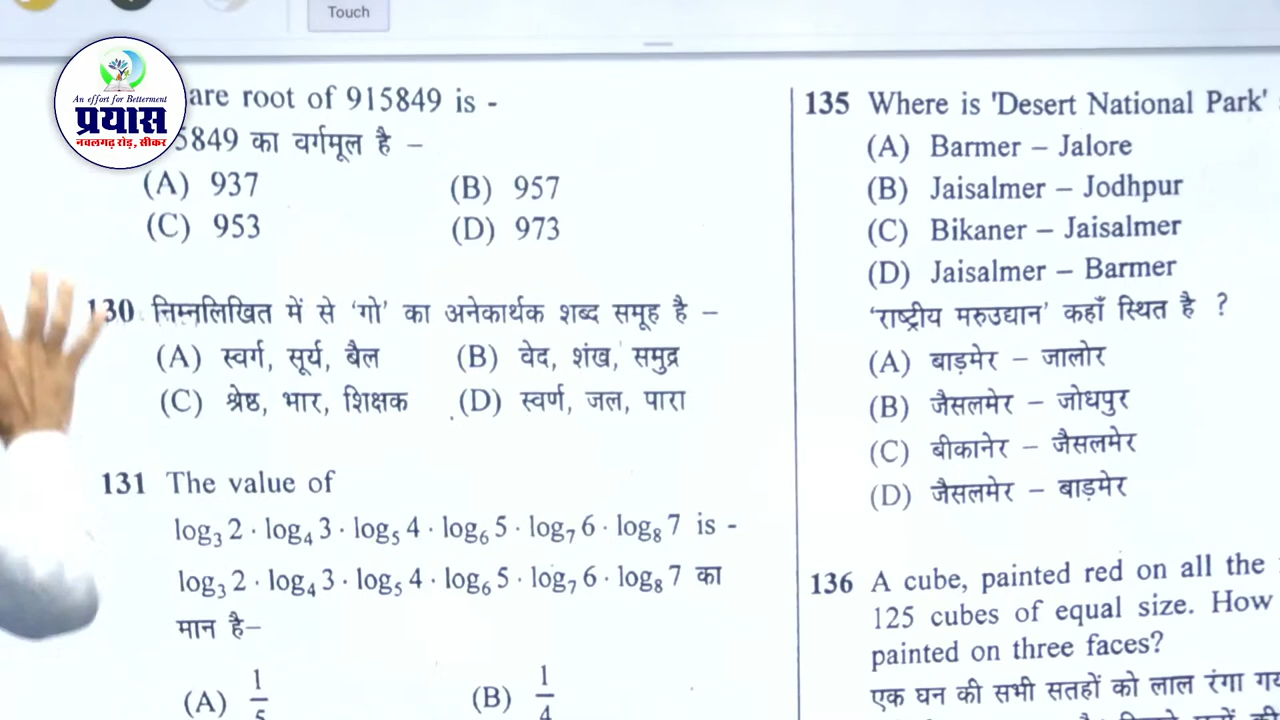 Touch
An effort for Betterment
प्रयास
नवलगढ़ रोड़, सीकर
are root of 915849 is -
5849 का वर्गमूल है –
(A) 937 (B) 957
(C) 953 (D) 973
130 निम्नलिखित में से ‘गो’ का अनेकार्थक शब्द समूह है –
(A) स्वर्ग, सूर्य, बैल (B) वेद, शंख, समुद्र
(C) श्रेष्ठ, भार, शिक्षक (D) स्वर्ण, जल, पारा
131 The value of
log₃ 2 · log₄ 3 · log₅ 4 · log₆ 5 · log₇ 6 · log₈ 7 is -
log₃ 2 · log₄ 3 · log₅ 4 · log₆ 5 · log₇ 6 · log₈ 7 का
मान है–
(A) 1/5 (B) 1/4
135 Where is 'Desert National Park'
(A) Barmer – Jalore
(B) Jaisalmer – Jodhpur
(C) Bikaner – Jaisalmer
(D) Jaisalmer – Barmer
‘राष्ट्रीय मरुउद्यान’ कहाँ स्थित है ?
(A) बाड़मेर – जालोर
(B) जैसलमेर – जोधपुर
(C) बीकानेर – जैसलमेर
(D) जैसलमेर – बाड़मेर
136 A cube, painted red on all the
125 cubes of equal size. How
painted on three faces?
एक घन की सभी सतहों को लाल रंगा